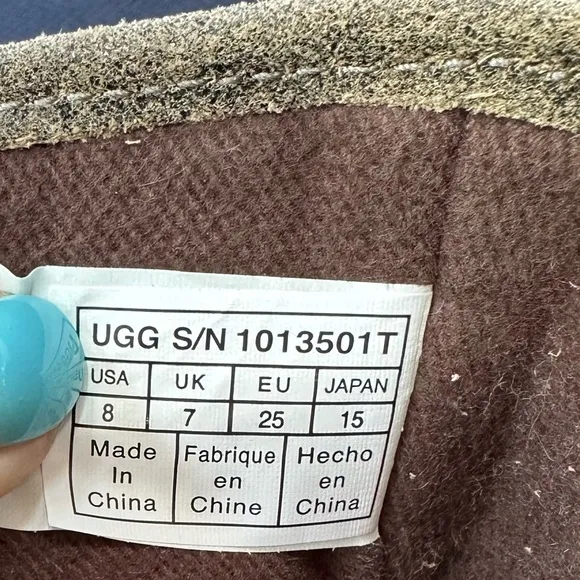 UGG S/N 1013501T
USA UK EU JAPAN
8 7 25 15
Made In China
Fabrique en Chine
Hecho en China